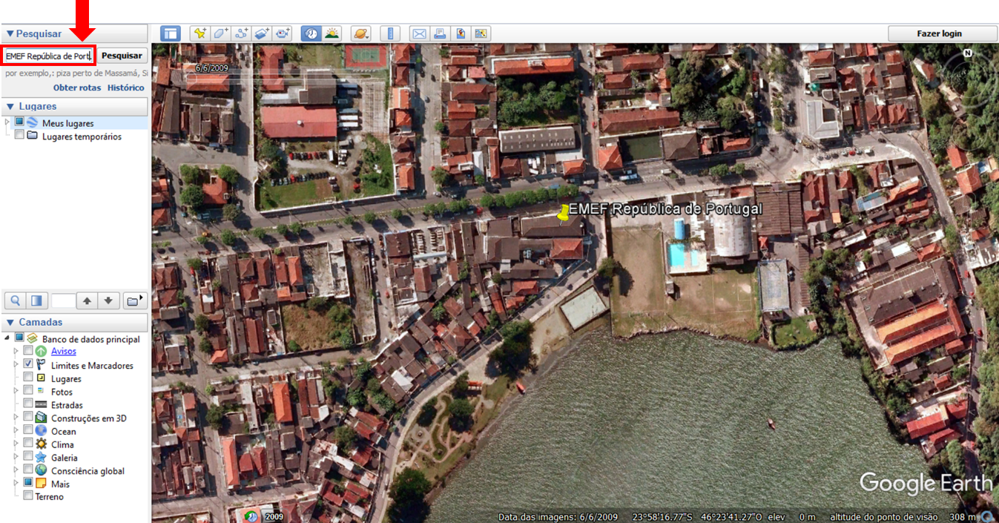 Pesquisar
EMEF República de Port
Pesquisar
por exemplo,: piza perto de Massamá, Si
Obter rotas Histórico
Lugares
Meus lugares
Lugares temporários
Camadas
Banco de dados principal
Avisos
Limites e Marcadores
Lugares
Fotos
Estradas
Construções em 3D
Ocean
Clima
Galeria
Consciência global
Mais
Terreno
Fazer login
6/6/2009
N
EMEF República de Portugal
Google Earth
2009
Data das imagens: 6/6/2009 23°58'16.77"S 46°23'41.27"O elev 0 m altitude do ponto de visão 308 m